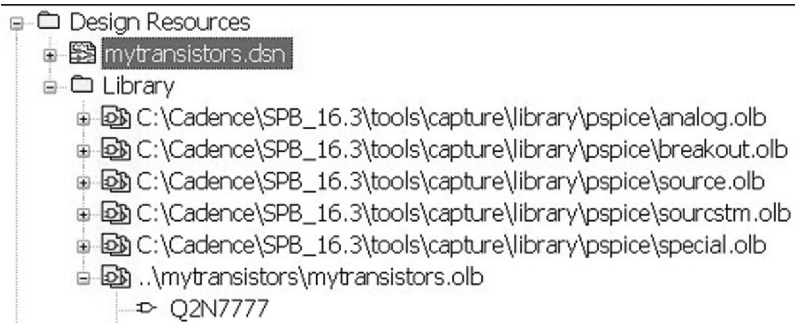 Design Resources
mytransistors.dsn
Library
C:\Cadence\SPB_16.3\tools\capture\library\pspice\analog.olb
C:\Cadence\SPB_16.3\tools\capture\library\pspice\breakout.olb
C:\Cadence\SPB_16.3\tools\capture\library\pspice\source.olb
C:\Cadence\SPB_16.3\tools\capture\library\pspice\sourcstm.olb
C:\Cadence\SPB_16.3\tools\capture\library\pspice\special.olb
..\mytransistors\mytransistors.olb
Q2N7777